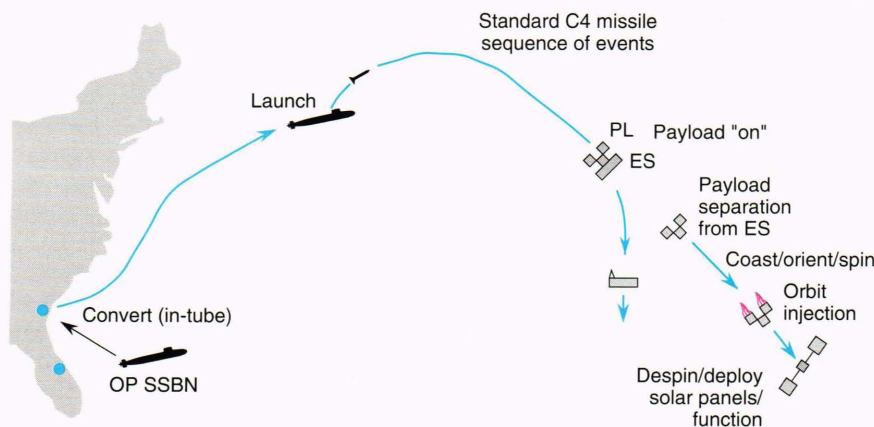 Standard C4 missile
sequence of events
Launch
PL
Payload "on"
ES
Payload
separation
from ES
Coast/orient/spin
Orbit
injection
Convert (in-tube)
OP SSBN
Despin/deploy
solar panels/
function